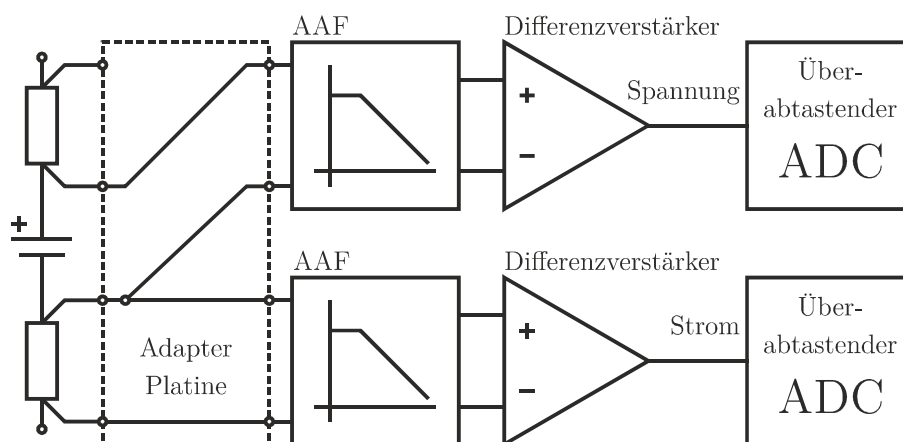 AAF
Differenzverstärker
Spannung
Über-
abtastender
ADC
+
−
+
AAF
Differenzverstärker
Strom
Über-
abtastender
ADC
+
−
Adapter
Platine